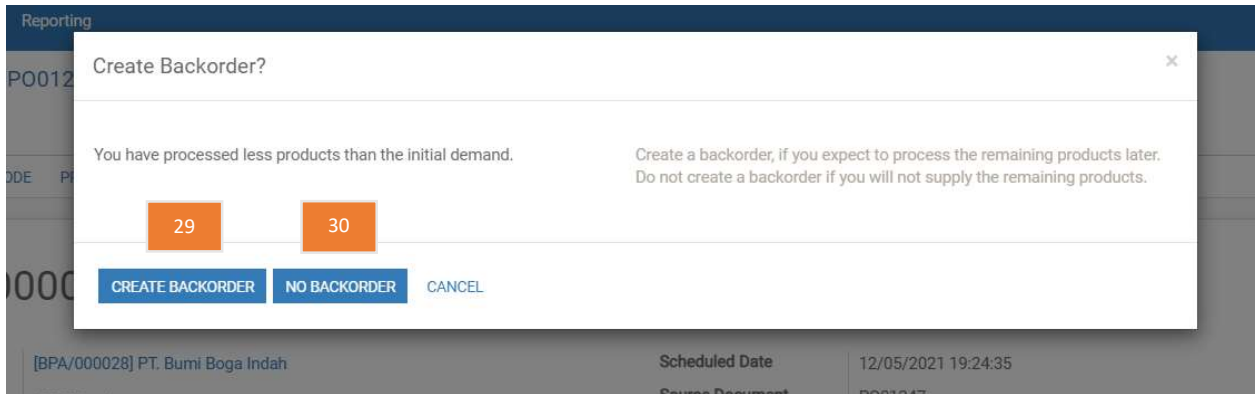 Reporting
PO012
Create Backorder?
×
You have processed less products than the initial demand.
Create a backorder, if you expect to process the remaining products later.
Do not create a backorder if you will not supply the remaining products.
29
30
CREATE BACKORDER
NO BACKORDER
CANCEL
[BPA/000028] PT. Bumi Boga Indah
Scheduled Date
12/05/2021 19:24:35